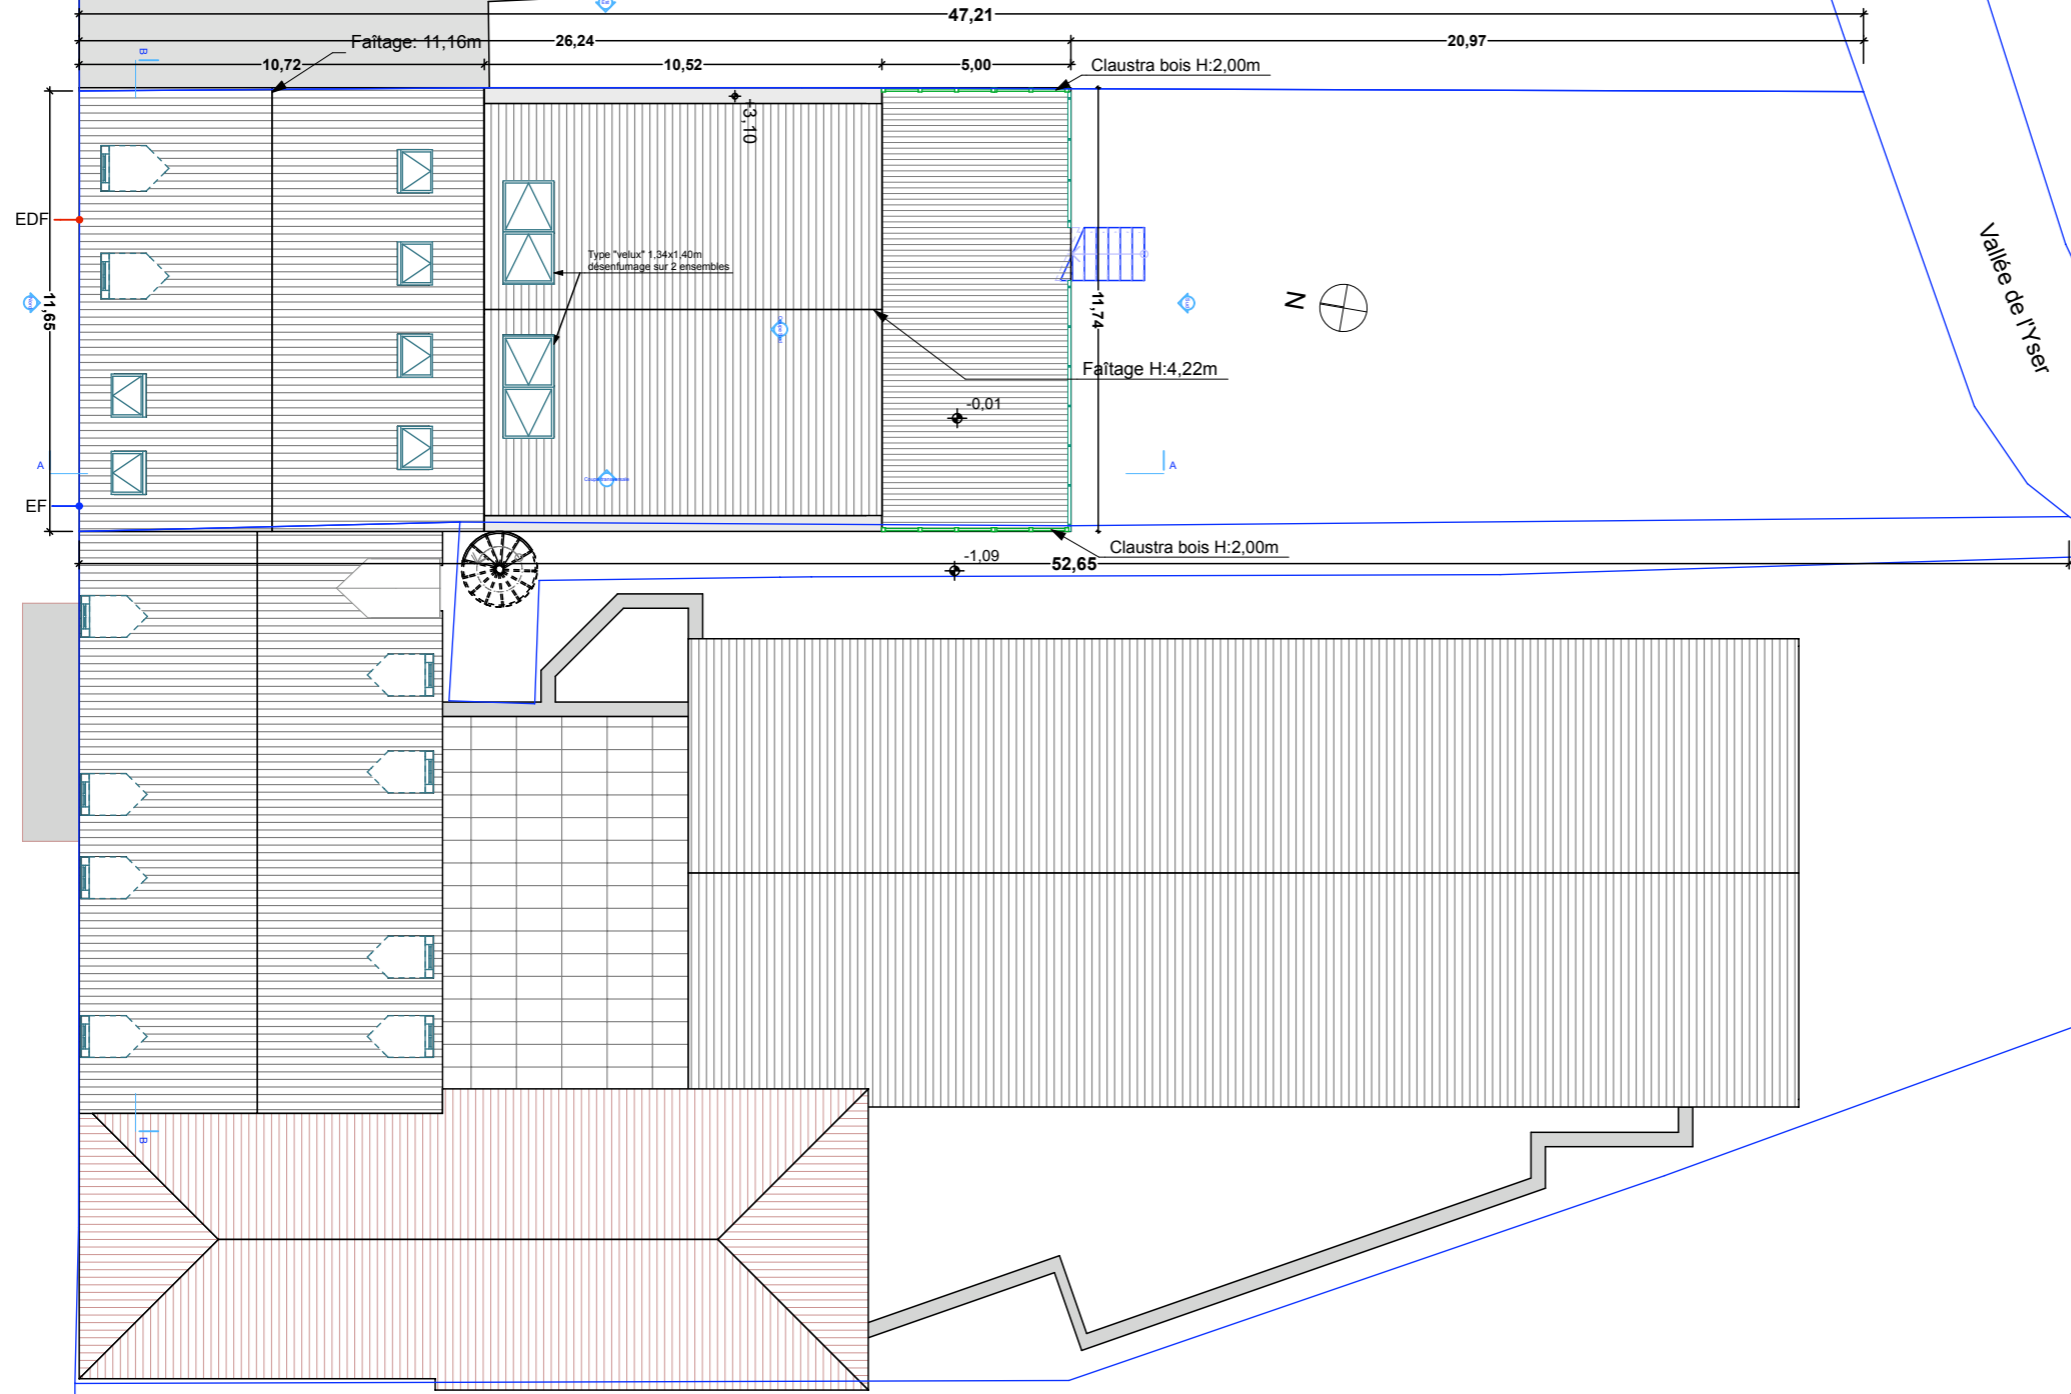 47,21
26,24
20,97
Faîtage: 11,16m
10,72
10,52
5,00
Claustra bois H:2,00m
B
+3,10
EDF
11,65
Type "velux" 1,34x1,40m
désenfumage sur 2 ensembles
N
11,74
Vallée de l'Yser
Faîtage H:4,22m
-0,01
A
A
EF
Claustra bois H:2,00m
-1,09
52,65
B